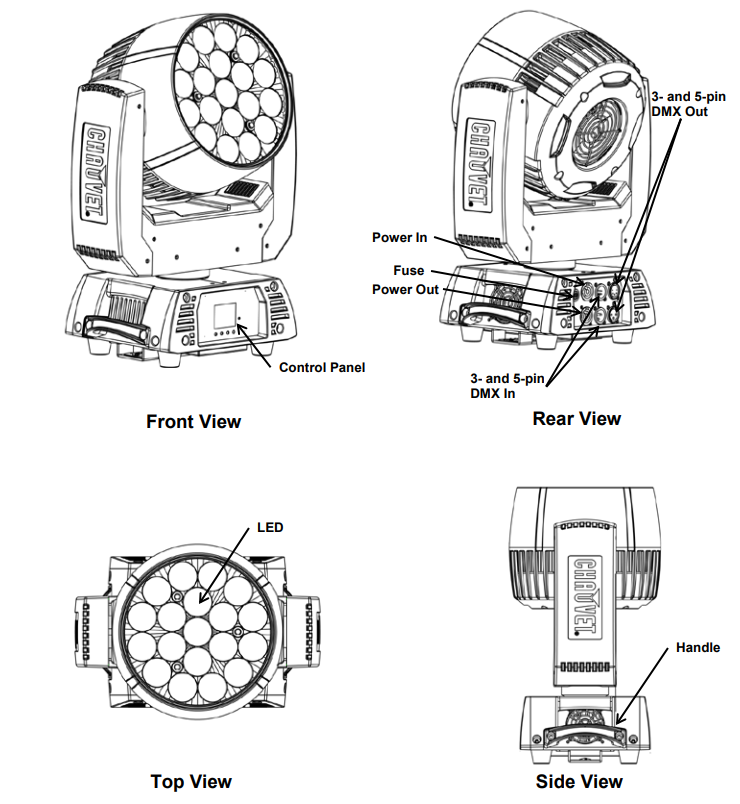 CHAUVET
CHAUVET
3- and 5-pin
DMX Out
Power In
Fuse
Power Out
Control Panel
3- and 5-pin
DMX In
Front View
Rear View
LED
CHAUVET
Handle
Top View
Side View